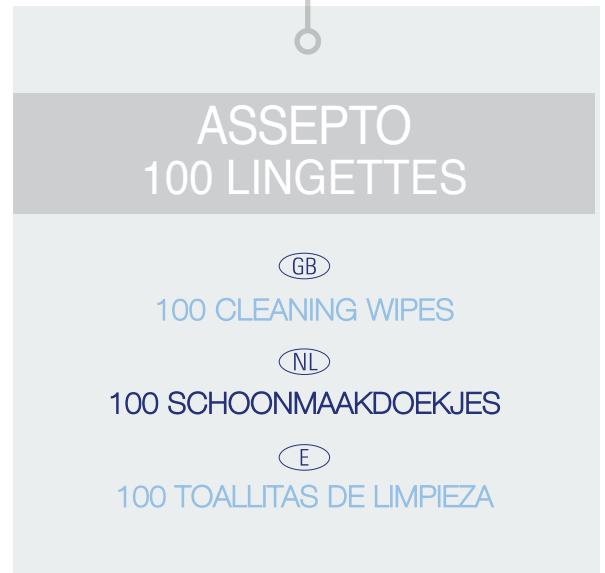 ASSEPTO
100 LINGETTES
GB
100 CLEANING WIPES
NL
100 SCHOONMAAKDOEKJES
E
100 TOALLITAS DE LIMPIEZA